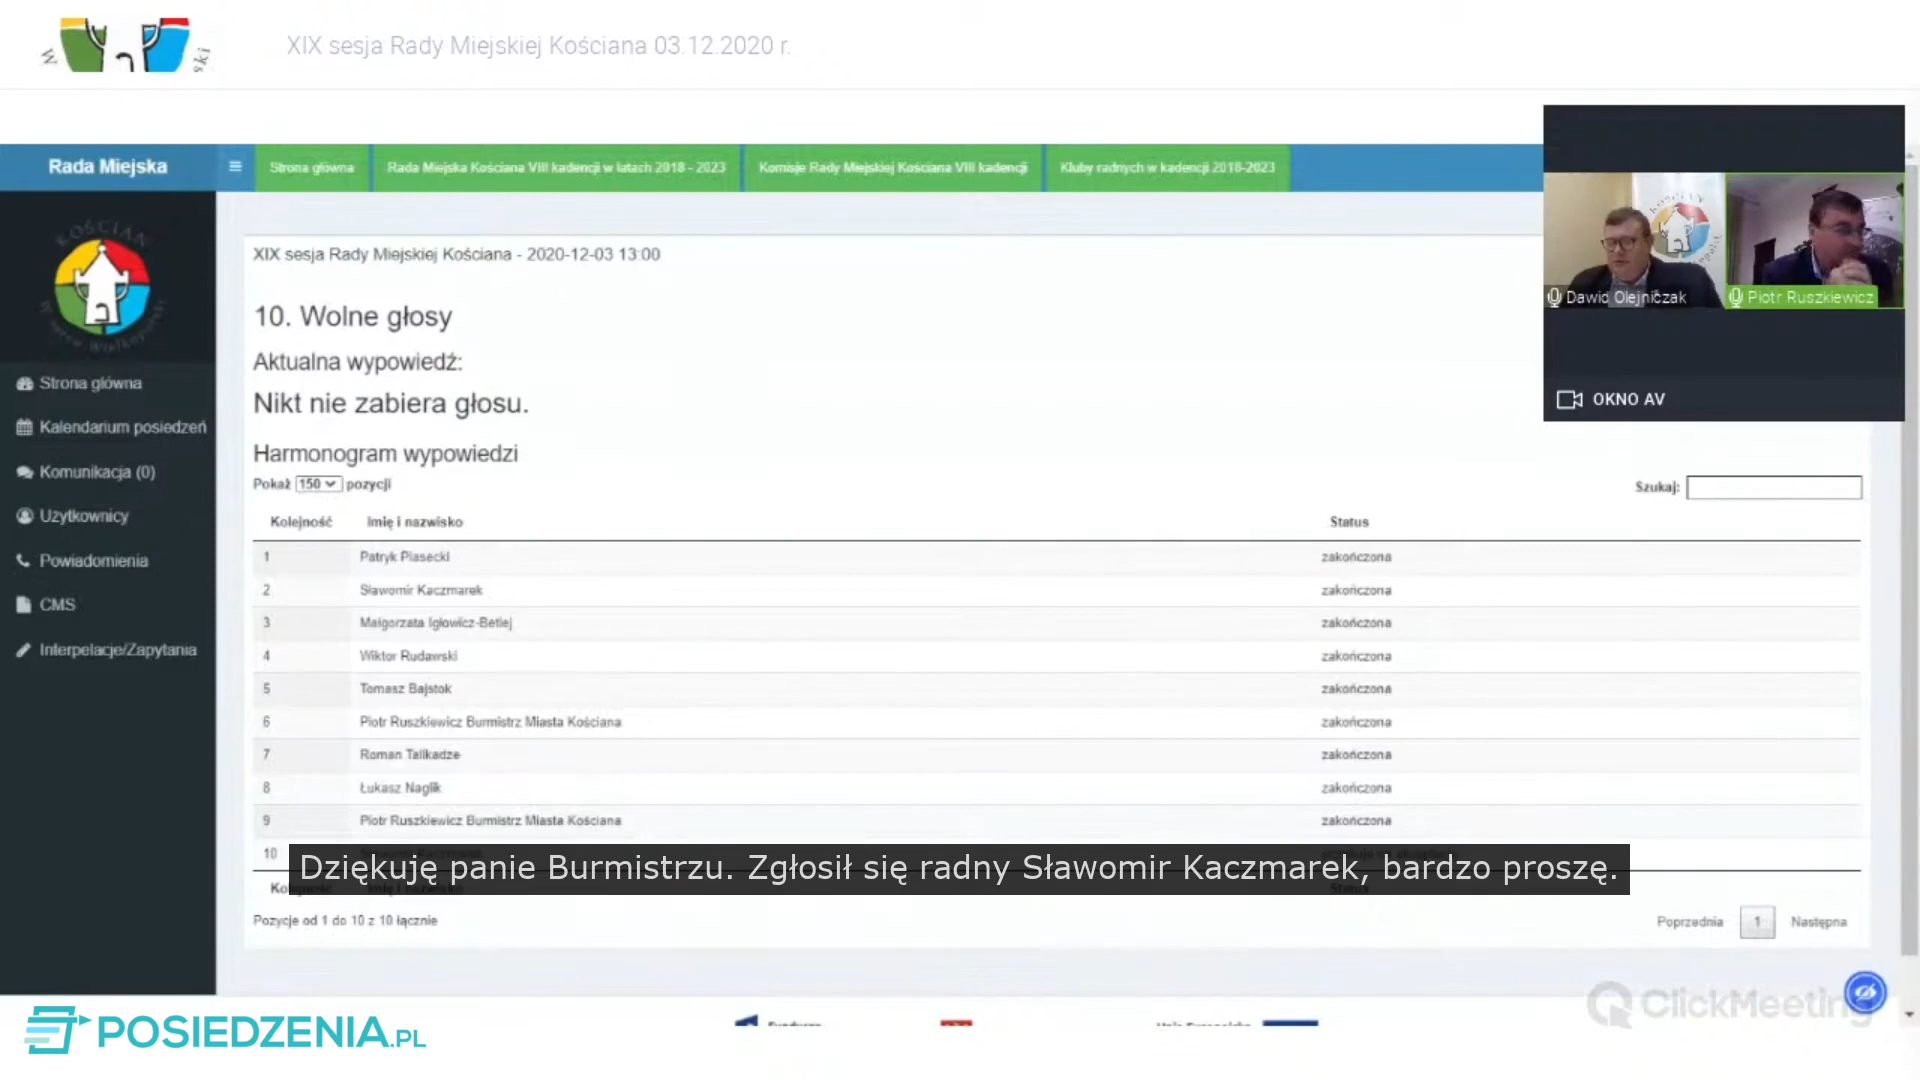 XIX sesja Rady Miejskiej Kościana 03.12.2020 r.
Rada Miejska
Strona główna
Rada Miejska Kościana VIII kadencji w latach 2018 - 2023
Komisje Rady Miejskiej Kościana VIII kadencji
Kluby radnych w kadencji 2018-2023
KOŚCIAN
Strona główna
Kalendarium posiedzeń
Komunikacja (0)
Użytkownicy
Powiadomienia
CMS
Interpelacje/Zapytania
XIX sesja Rady Miejskiej Kościana - 2020-12-03 13:00
10. Wolne głosy
Aktualna wypowiedź:
Nikt nie zabiera głosu.
Harmonogram wypowiedzi
Pokaż 150 pozycji
Szukaj:
Kolejność Imię i nazwisko Status
1 Patryk Piasecki zakończona
2 Sławomir Kaczmarek zakończona
3 Małgorzata Igłowicz-Betlej zakończona
4 Wiktor Rudawski zakończona
5 Tomasz Bajstok zakończona
6 Piotr Ruszkiewicz Burmistrz Miasta Kościana zakończona
7 Roman Talikadze zakończona
8 Łukasz Naglik zakończona
9 Piotr Ruszkiewicz Burmistrz Miasta Kościana zakończona
10
Dziękuję panie Burmistrzu. Zgłosił się radny Sławomir Kaczmarek, bardzo proszę.
Pozycje od 1 do 10 z 10 łącznie
Poprzednia 1 Następna
Dawid Olejniczak
Piotr Ruszkiewicz
OKNO AV
ClickMeeting
POSIEDZENIA.PL